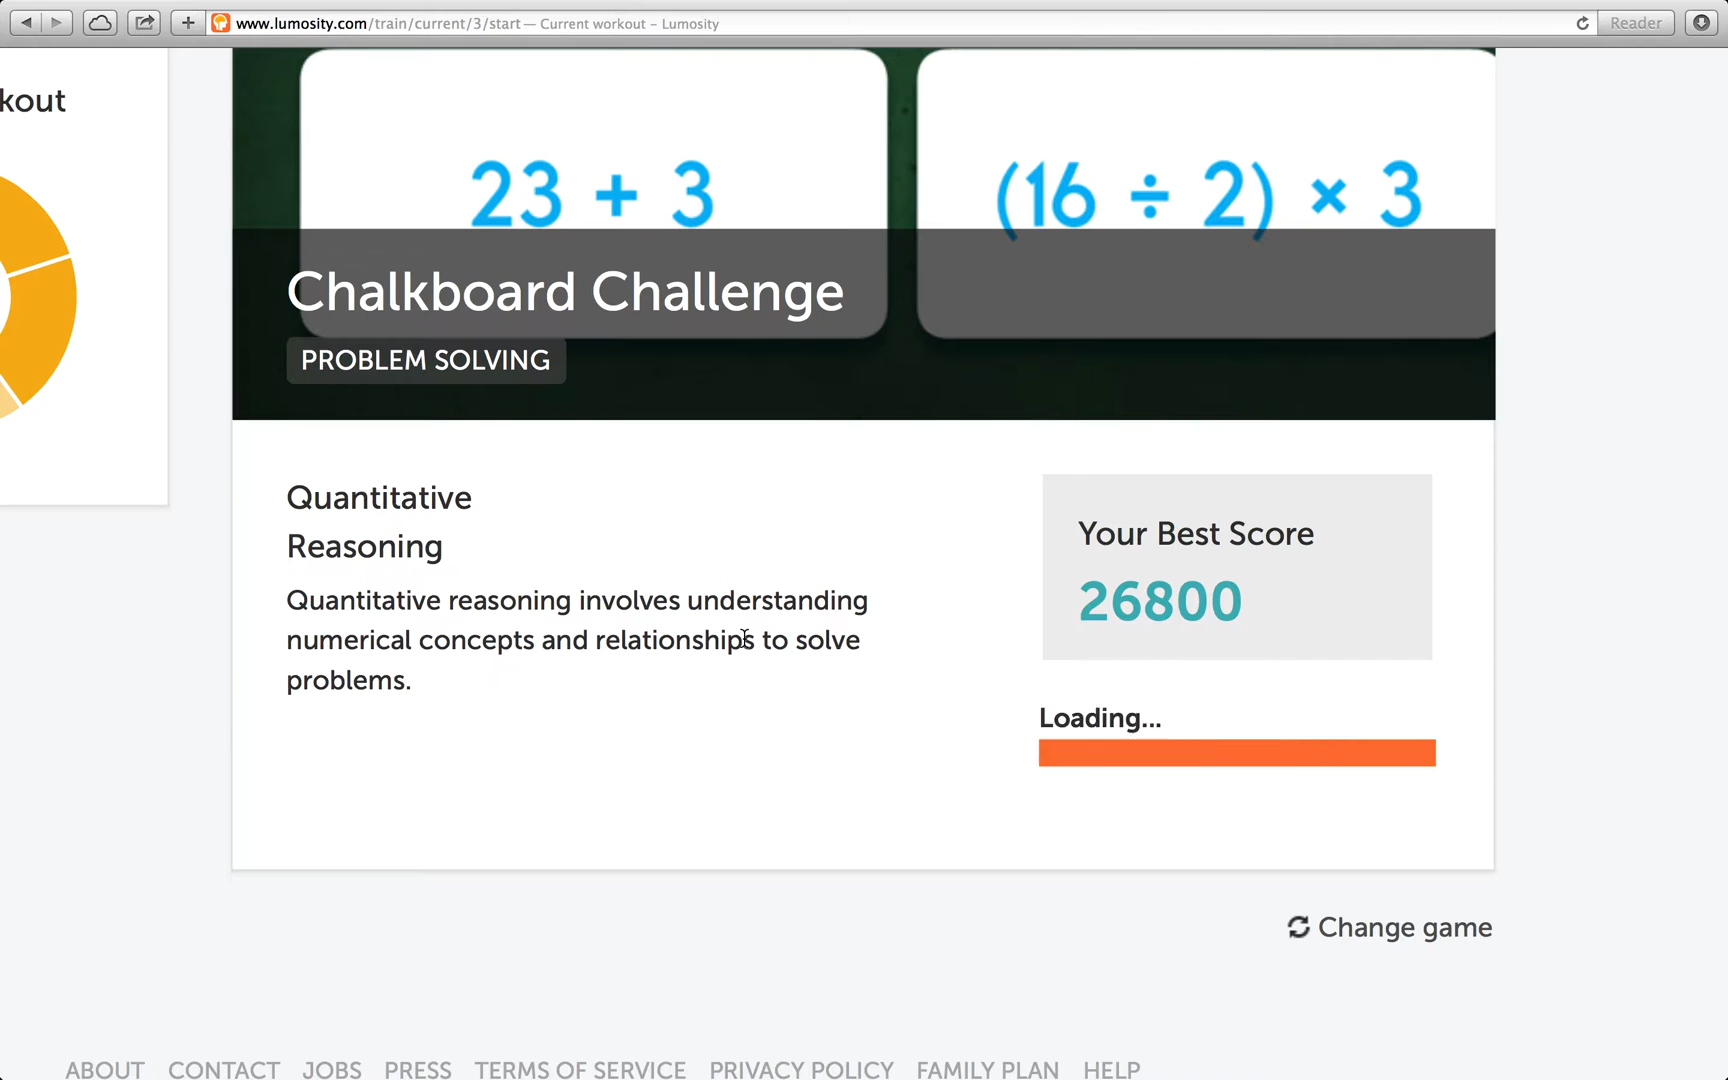 www.lumosity.com/train/current/3/start — Current workout – Lumosity
Reader
kout
23 + 3
(16 ÷ 2) × 3
Chalkboard Challenge
PROBLEM SOLVING
Quantitative
Reasoning
Quantitative reasoning involves understanding
numerical concepts and relationships to solve
problems.
Your Best Score
26800
Loading...
Change game
ABOUT CONTACT JOBS PRESS TERMS OF SERVICE PRIVACY POLICY FAMILY PLAN HELP